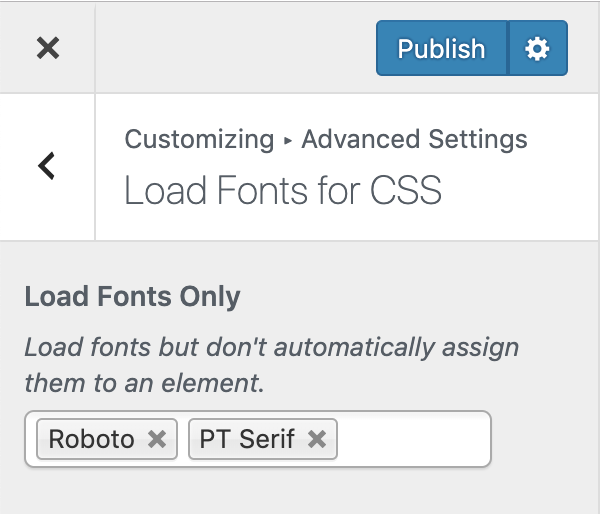 Publish
Customizing ▸ Advanced Settings
Load Fonts for CSS
Load Fonts Only
Load fonts but don't automatically assign
them to an element.
Roboto PT Serif